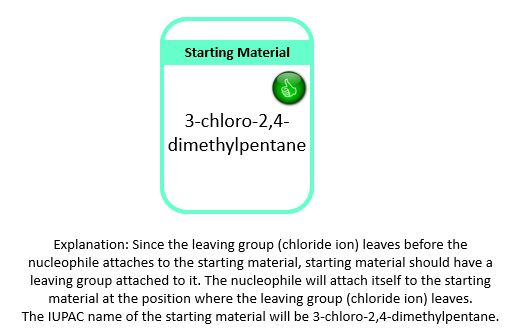 Starting Material
3-chloro-2,4-
dimethylpentane
Explanation: Since the leaving group (chloride ion) leaves before the
nucleophile attaches to the starting material, starting material should have a
leaving group attached to it. The nucleophile will attach itself to the starting
material at the position where the leaving group (chloride ion) leaves.
The IUPAC name of the starting material will be 3-chloro-2,4-dimethylpentane.